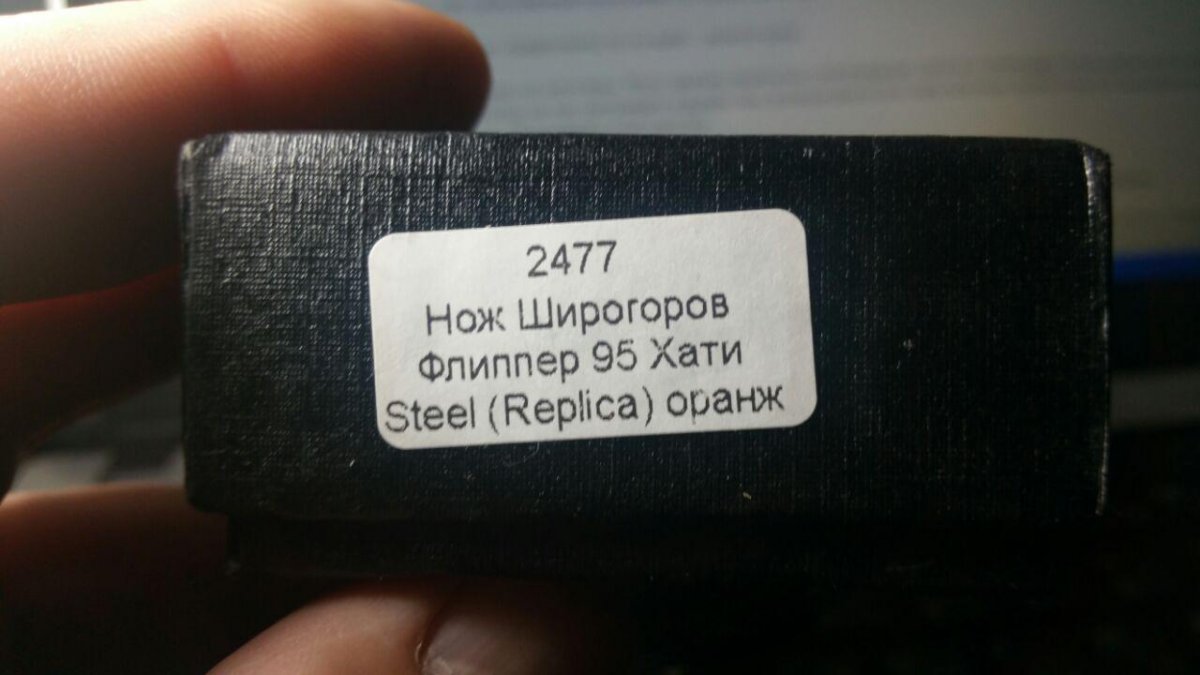 2477
Нож Широгоров
Флиппер 95 Хати
Steel (Replica) оранж